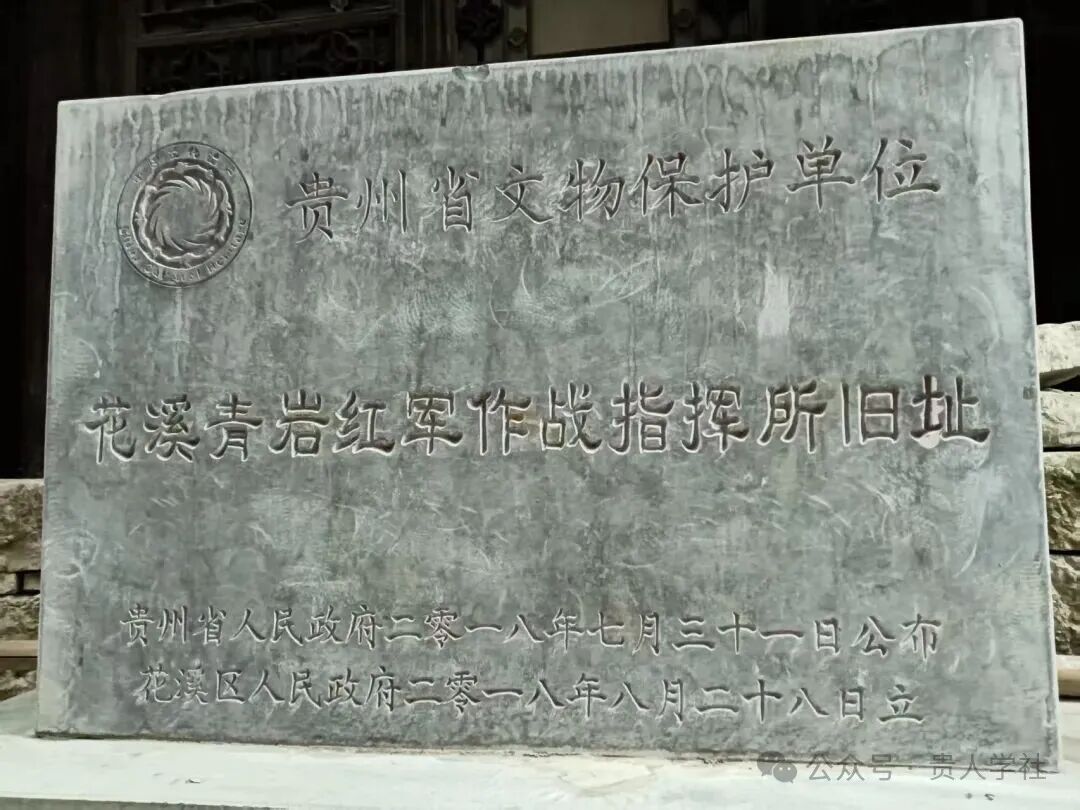 贵州省文物保护单位
花溪青岩红军作战指挥所旧址
贵州省人民政府二零一八年七月三十一日公布
花溪区人民政府二零一八年八月二十八日立
公众号·贵人学社